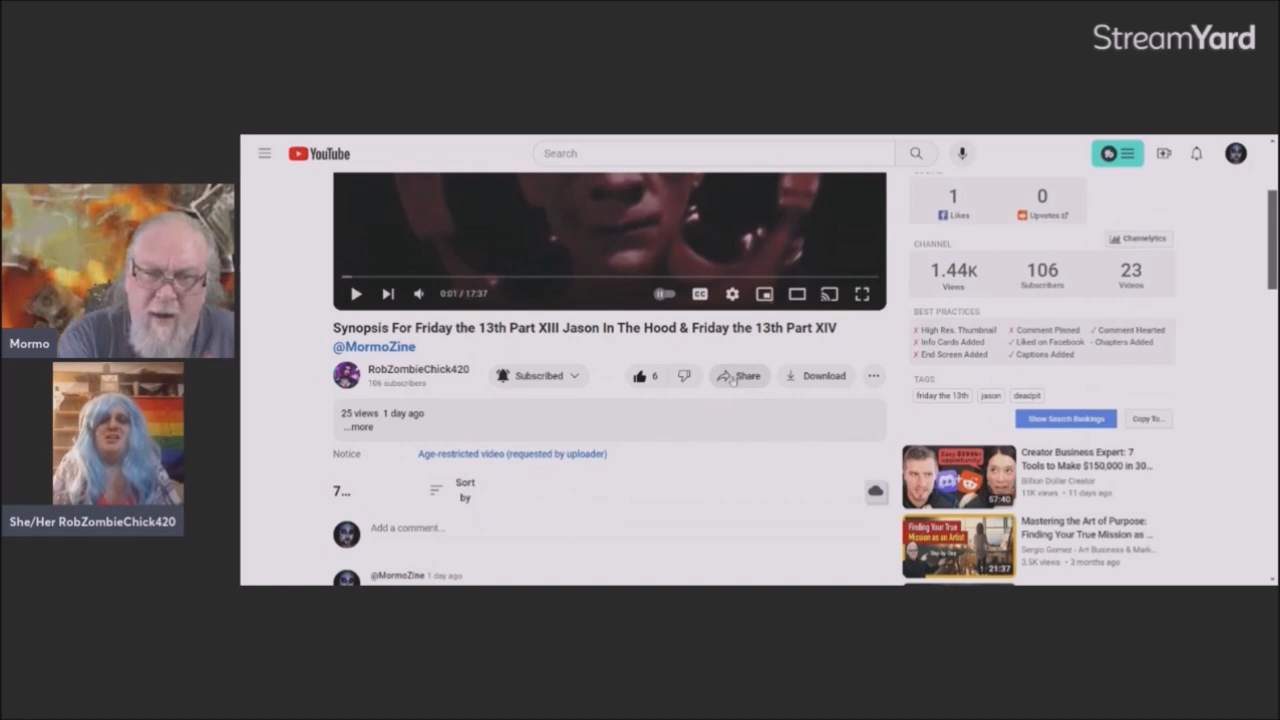 StreamYard
YouTube
Search
Mormo
She/Her RobZombieChick420
0:01 / 17:37
Synopsis For Friday the 13th Part XIII Jason In The Hood & Friday the 13th Part XIV
@MormoZine
RobZombieChick420
106 subscribers
Subscribed
6
Share
Download
25 views 1 day ago
...more
Notice
Age-restricted video (requested by uploader)
7...
Sort
by
Add a comment...
@MormoZine 1 day ago
1
0
Likes
Upvotes
CHANNEL
Channelytics
1.44K
106
23
Views
Subscribers
Videos
BEST PRACTICES
✗ High Res. Thumbnail ✗ Comment Pinned ✓ Comment Hearted
✗ Info Cards Added ✓ Liked on Facebook - Chapters Added
✗ End Screen Added ✓ Captions Added
TAGS
friday the 13th jason deadpit
Show Search Rankings
Copy To...
57:40
Creator Business Expert: 7
Tools to Make $150,000 in 30...
Billion Dollar Creator
11K views • 11 days ago
Finding Your True
Mission as an Artist
1:21:37
Mastering the Art of Purpose:
Finding Your True Mission as ...
Sergio Gomez - Art Business & Mark...
3.5K views • 3 months ago